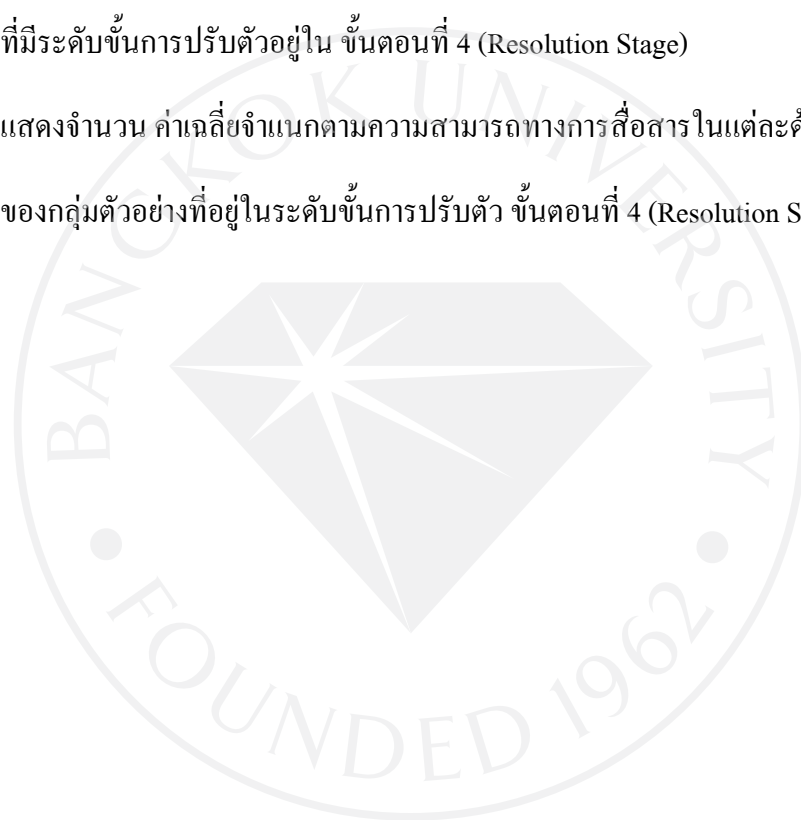 ที่มีระดับขั้นการปรับตัวอยู่ใน ขั้นตอนที่ 4 (Resolution Stage)
แสดงจำนวน ค่าเฉลี่ยจำแนกตามความสามารถทางการสื่อสารในแต่ละด้
ของกลุ่มตัวอย่างที่อยู่ในระดับขั้นการปรับตัว ขั้นตอนที่ 4 (Resolution S
BANGKOK UNIVERSITY
FOUNDED 1962